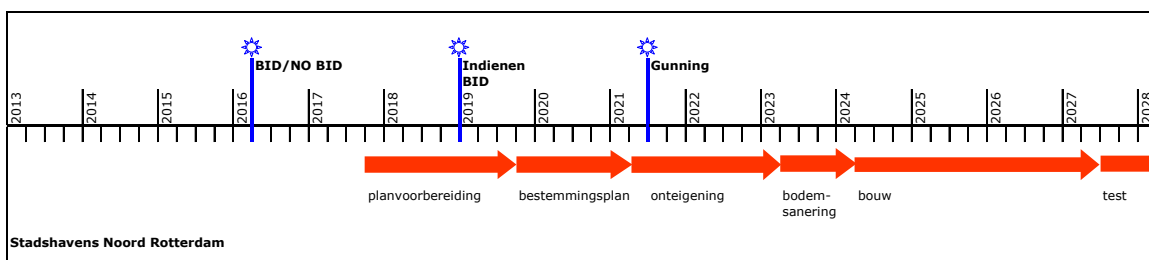 BID/NO BID
Indienen
BID
Gunning
2013
2014
2015
2016
2017
2018
2019
2020
2021
2022
2023
2024
2025
2026
2027
2028
planvoorbereiding
bestemmingsplan
onteigening
bodem-
sanering
bouw
test
Stadshavens Noord Rotterdam